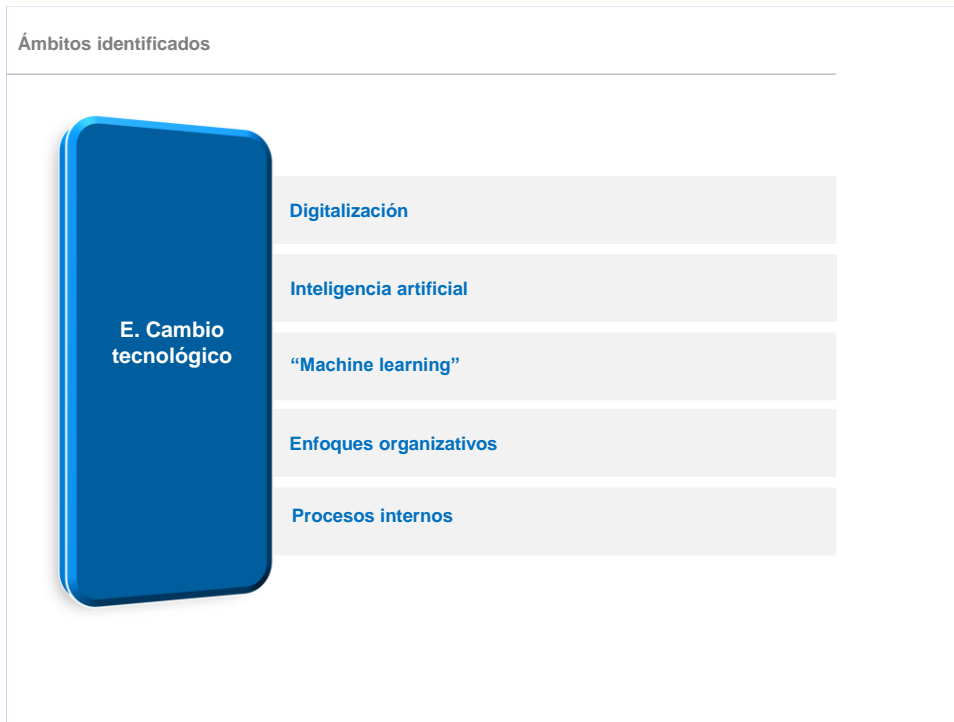 Ámbitos identificados
E. Cambio
tecnológico
Digitalización
Inteligencia artificial
“Machine learning”
Enfoques organizativos
Procesos internos